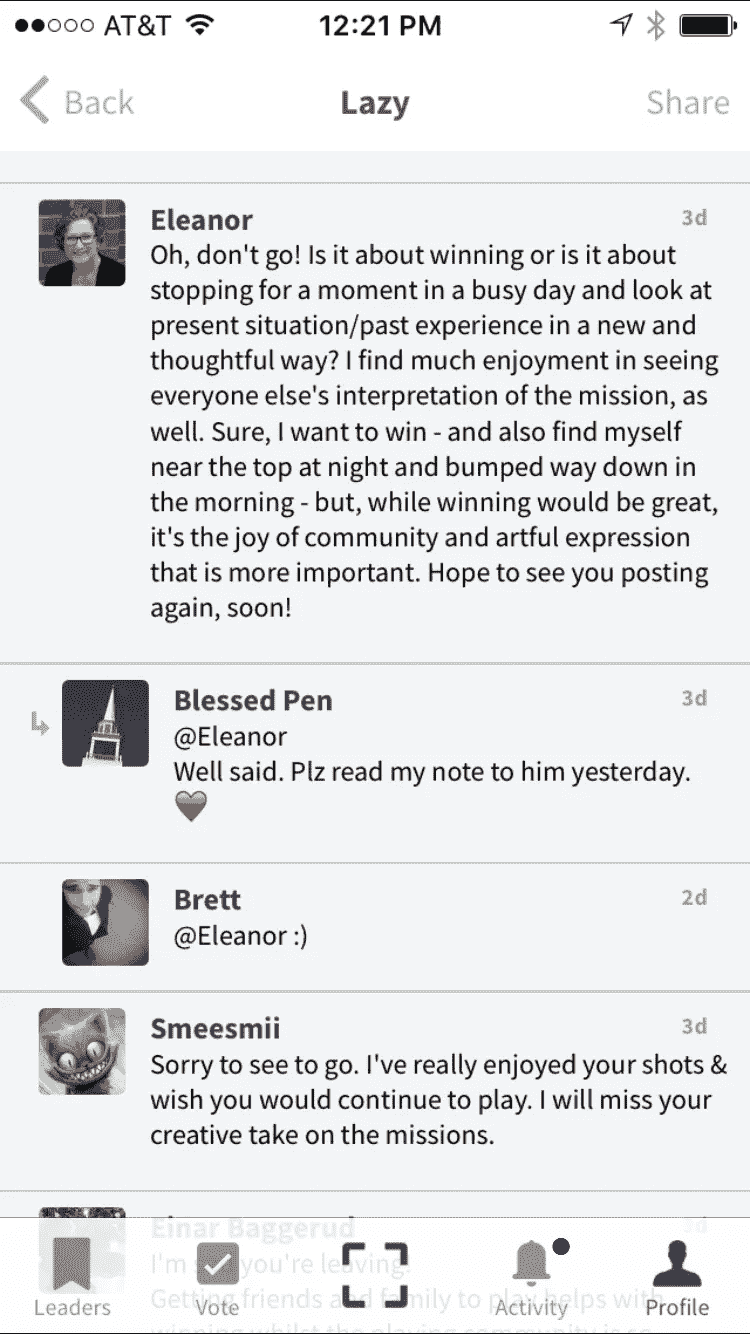 AT&T 12:21 PM
Back Lazy Share
Eleanor 3d
Oh, don't go! Is it about winning or is it about
stopping for a moment in a busy day and look at
present situation/past experience in a new and
thoughtful way? I find much enjoyment in seeing
everyone else's interpretation of the mission, as
well. Sure, I want to win - and also find myself
near the top at night and bumped way down in
the morning - but, while winning would be great,
it's the joy of community and artful expression
that is more important. Hope to see you posting
again, soon!
Blessed Pen 3d
@Eleanor
Well said. Plz read my note to him yesterday.
Brett 2d
@Eleanor :)
Smeesmii 3d
Sorry to see to go. I've really enjoyed your shots &
wish you would continue to play. I will miss your
creative take on the missions.
Einar Baggerud 3d
I'm you're leaving!
Getting friends and family to play helps with
winning whilst the playing community is so
Leaders Vote Activity Profile